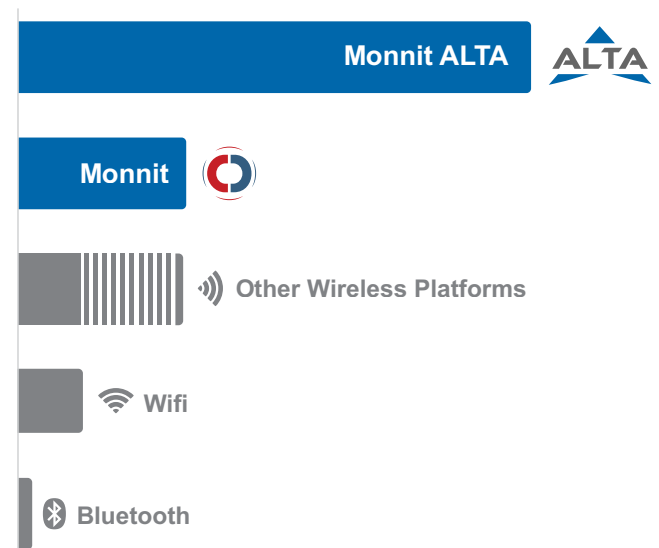 Monnit ALTA
ALTA
Monnit
Other Wireless Platforms
Wifi
Bluetooth